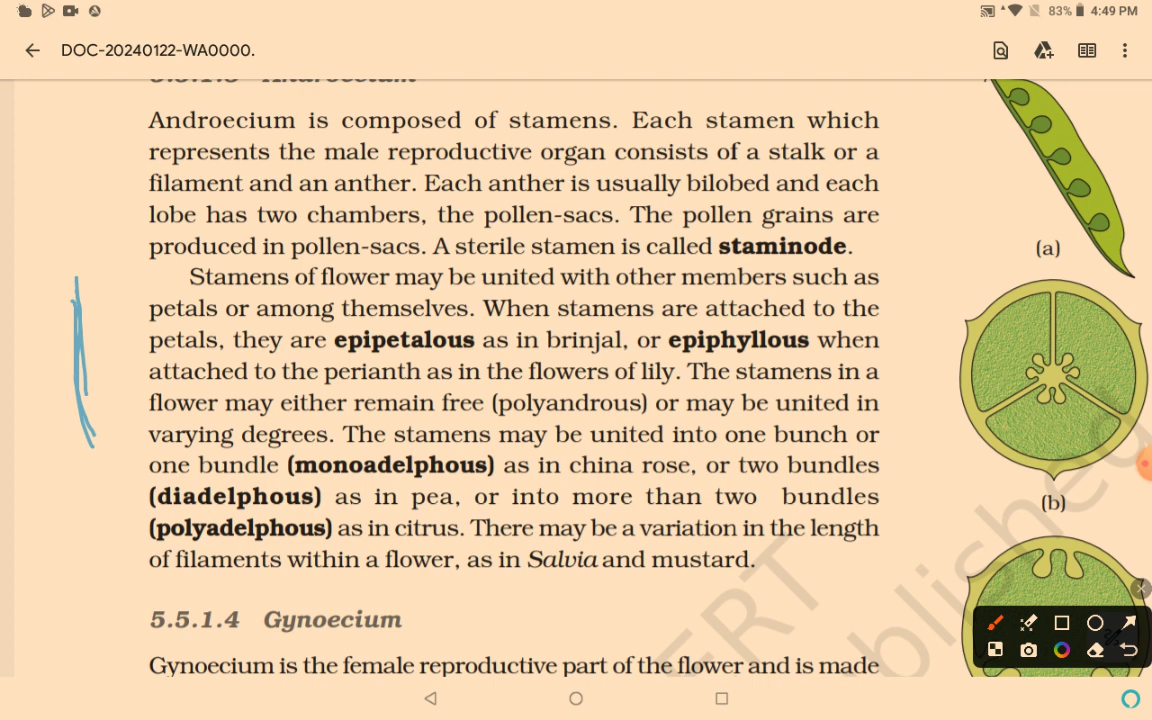 83% 4:49 PM
DOC-20240122-WA0000.
5.5.1.3 Androecium
Androecium is composed of stamens. Each stamen which
represents the male reproductive organ consists of a stalk or a
filament and an anther. Each anther is usually bilobed and each
lobe has two chambers, the pollen-sacs. The pollen grains are
produced in pollen-sacs. A sterile stamen is called staminode.
Stamens of flower may be united with other members such as
petals or among themselves. When stamens are attached to the
petals, they are epipetalous as in brinjal, or epiphyllous when
attached to the perianth as in the flowers of lily. The stamens in a
flower may either remain free (polyandrous) or may be united in
varying degrees. The stamens may be united into one bunch or
one bundle (monoadelphous) as in china rose, or two bundles
(diadelphous) as in pea, or into more than two bundles
(polyadelphous) as in citrus. There may be a variation in the length
of filaments within a flower, as in Salvia and mustard.
5.5.1.4 Gynoecium
Gynoecium is the female reproductive part of the flower and is made
(a)
(b)
ERT
blished